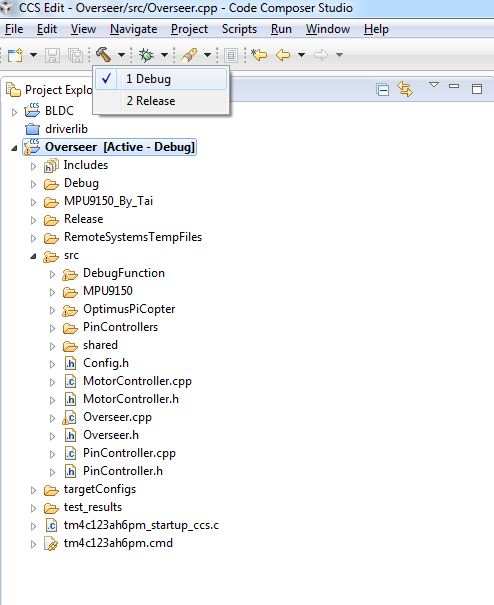 CCS Edit - Overseer/src/Overseer.cpp - Code Composer Studio
File Edit View Navigate Project Scripts Run Window Help
1 Debug
2 Release
Project Explo
BLDC
driverlib
Overseer [Active - Debug]
Includes
Debug
MPU9150_By_Tai
Release
RemoteSystemsTempFiles
src
DebugFunction
MPU9150
OptimusPiCopter
PinControllers
shared
Config.h
MotorController.cpp
MotorController.h
Overseer.cpp
Overseer.h
PinController.cpp
PinController.h
targetConfigs
test_results
tm4c123ah6pm_startup_ccs.c
tm4c123ah6pm.cmd